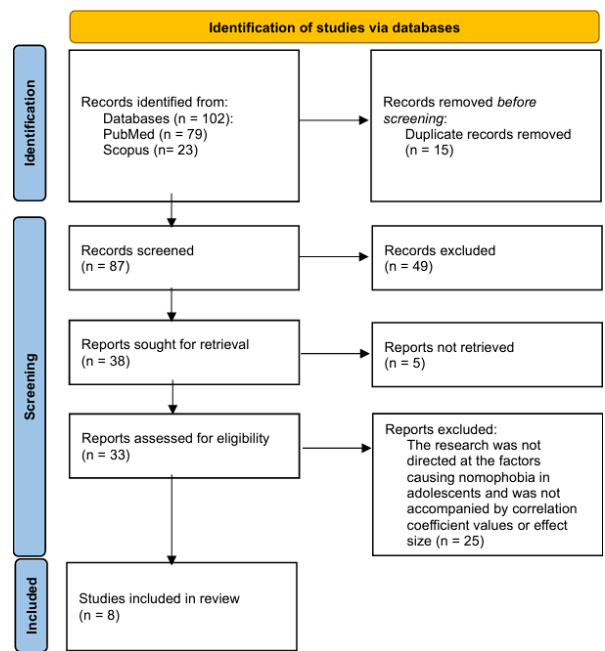 Identification of studies via databases
Identification
Records identified from:
Databases (n = 102):
PubMed (n = 79)
Scopus (n= 23)
Records removed before
screening:
Duplicate records removed
(n = 15)
Screening
Records screened
(n = 87)
Records excluded
(n = 49)
Reports sought for retrieval
(n = 38)
Reports not retrieved
(n = 5)
Reports assessed for eligibility
(n = 33)
Reports excluded:
The research was not
directed at the factors
causing nomophobia in
adolescents and was not
accompanied by correlation
coefficient values or effect
size (n = 25)
Included
Studies included in review
(n = 8)